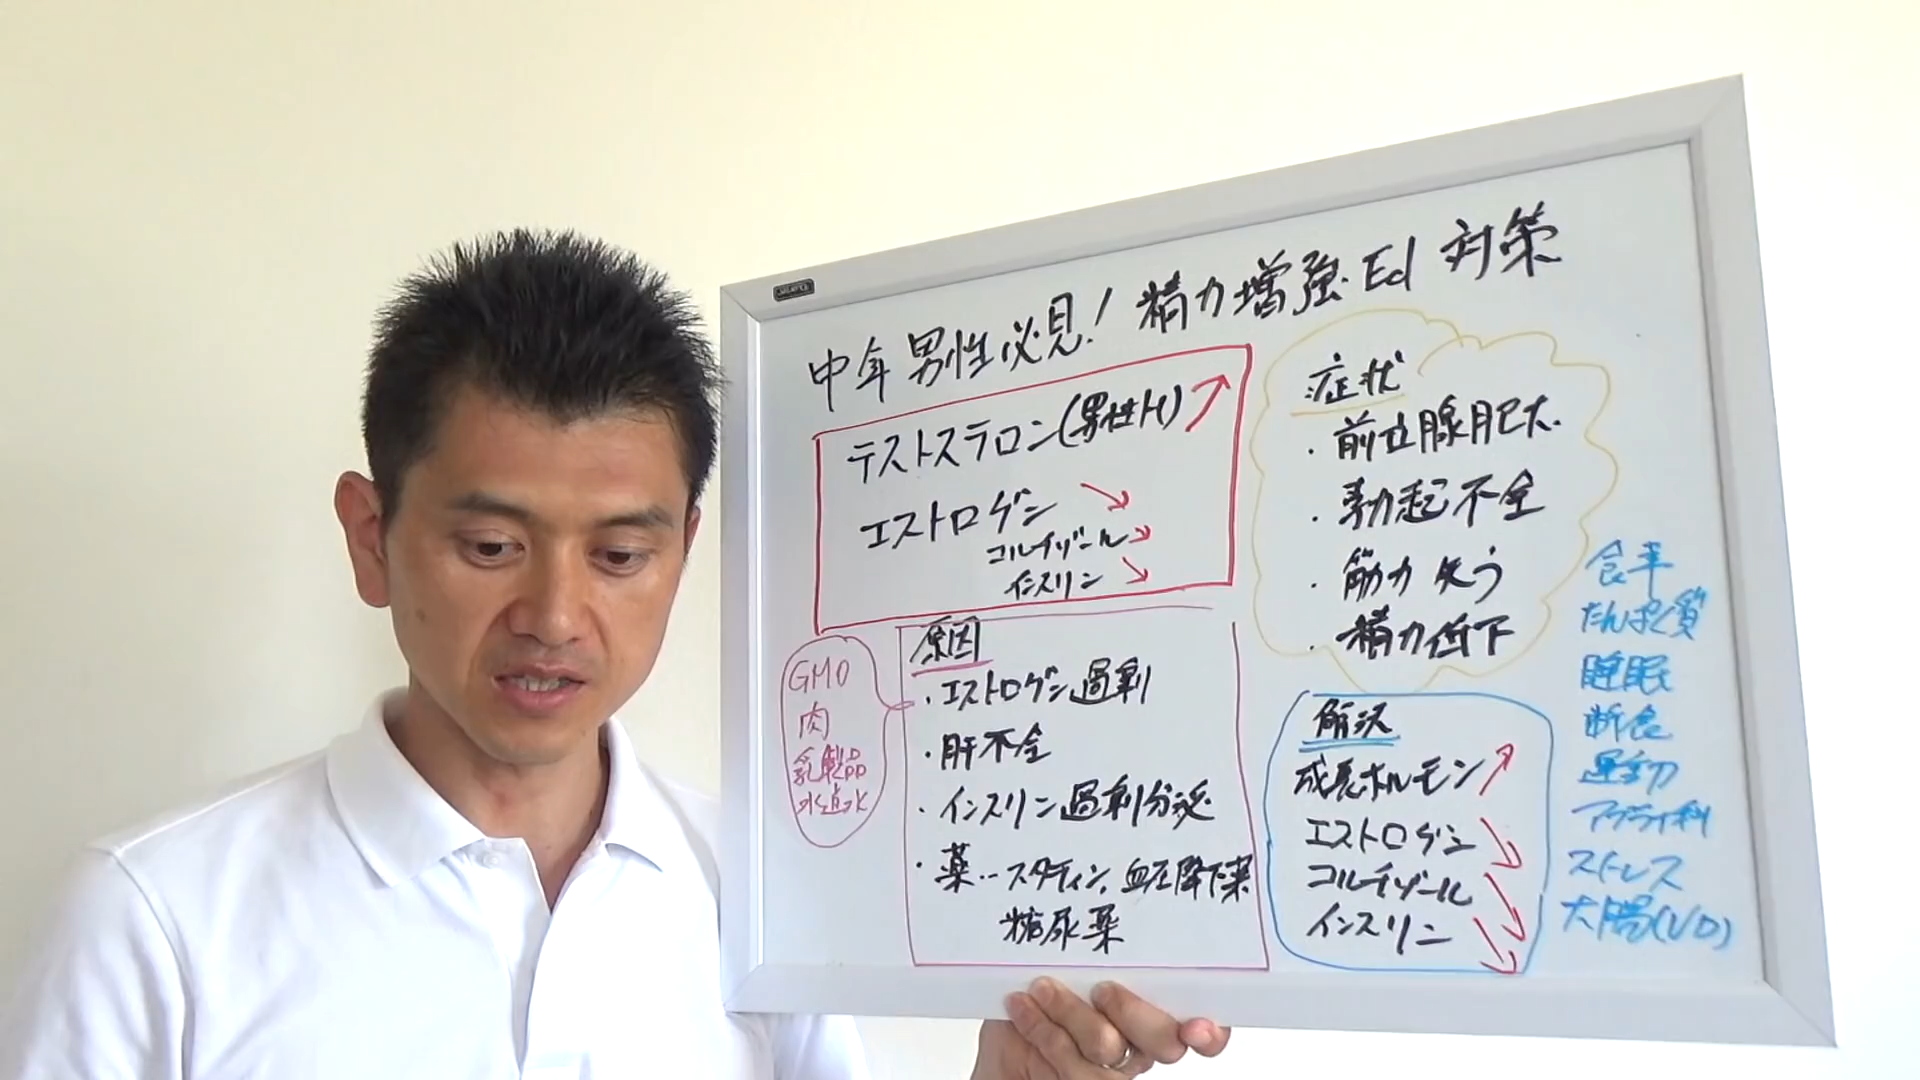 中年男性必見! 精力増強 Ed 対策
テストステロン(男性H)↗
エストロゲン↘
コルチゾール↘
インスリン↘
症状
・前立腺肥大
・勃起不全
・筋力失う
・精力低下
原因
・エストロゲン過剰
・肝不全
・インスリン過剰分泌
・薬‥スタチン、血圧降下薬
糖尿薬
GMO
肉
乳製品
水道水
解決
成長ホルモン↗
エストロゲン↘
コルチゾール↘
インスリン↘
食事
たんぱく質
睡眠
断食
運動
アブラナ科
ストレス
大腸(VD)